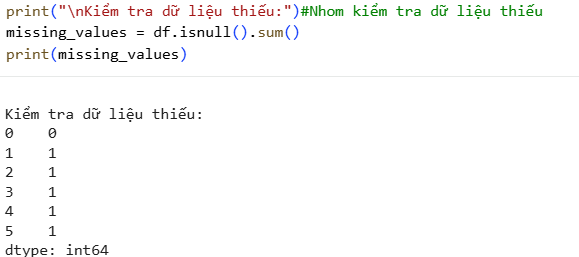 print("\nKiểm tra dữ liệu thiếu:")#Nhom kiểm tra dữ liệu thiếu
missing_values = df.isnull().sum()
print(missing_values)
Kiểm tra dữ liệu thiếu:
0    0
1    1
2    1
3    1
4    1
5    1
dtype: int64